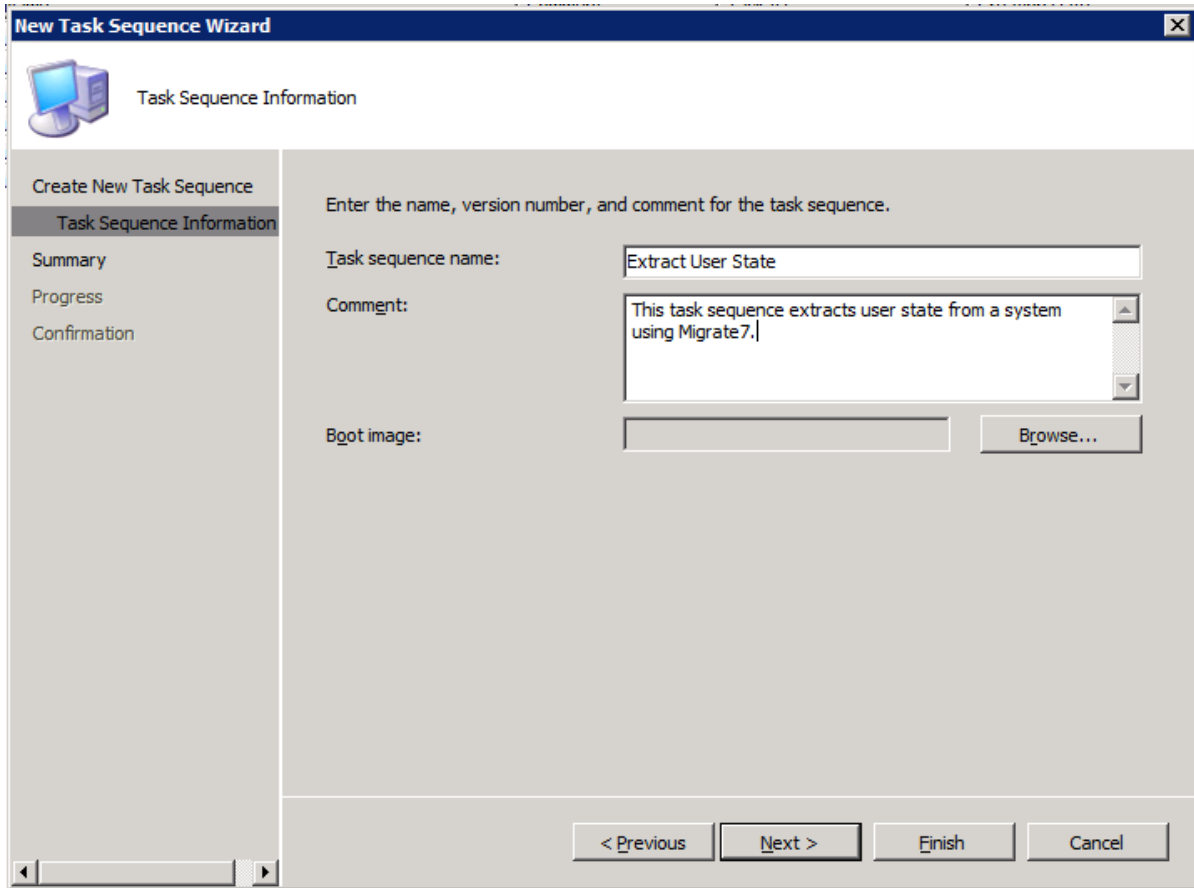 New Task Sequence Wizard
Task Sequence Information
Create New Task Sequence
Task Sequence Information
Summary
Progress
Confirmation
Enter the name, version number, and comment for the task sequence.
Task sequence name:
Extract User State
Comment:
This task sequence extracts user state from a system
using Migrate7.
Boot image:
Browse...
< Previous
Next >
Finish
Cancel